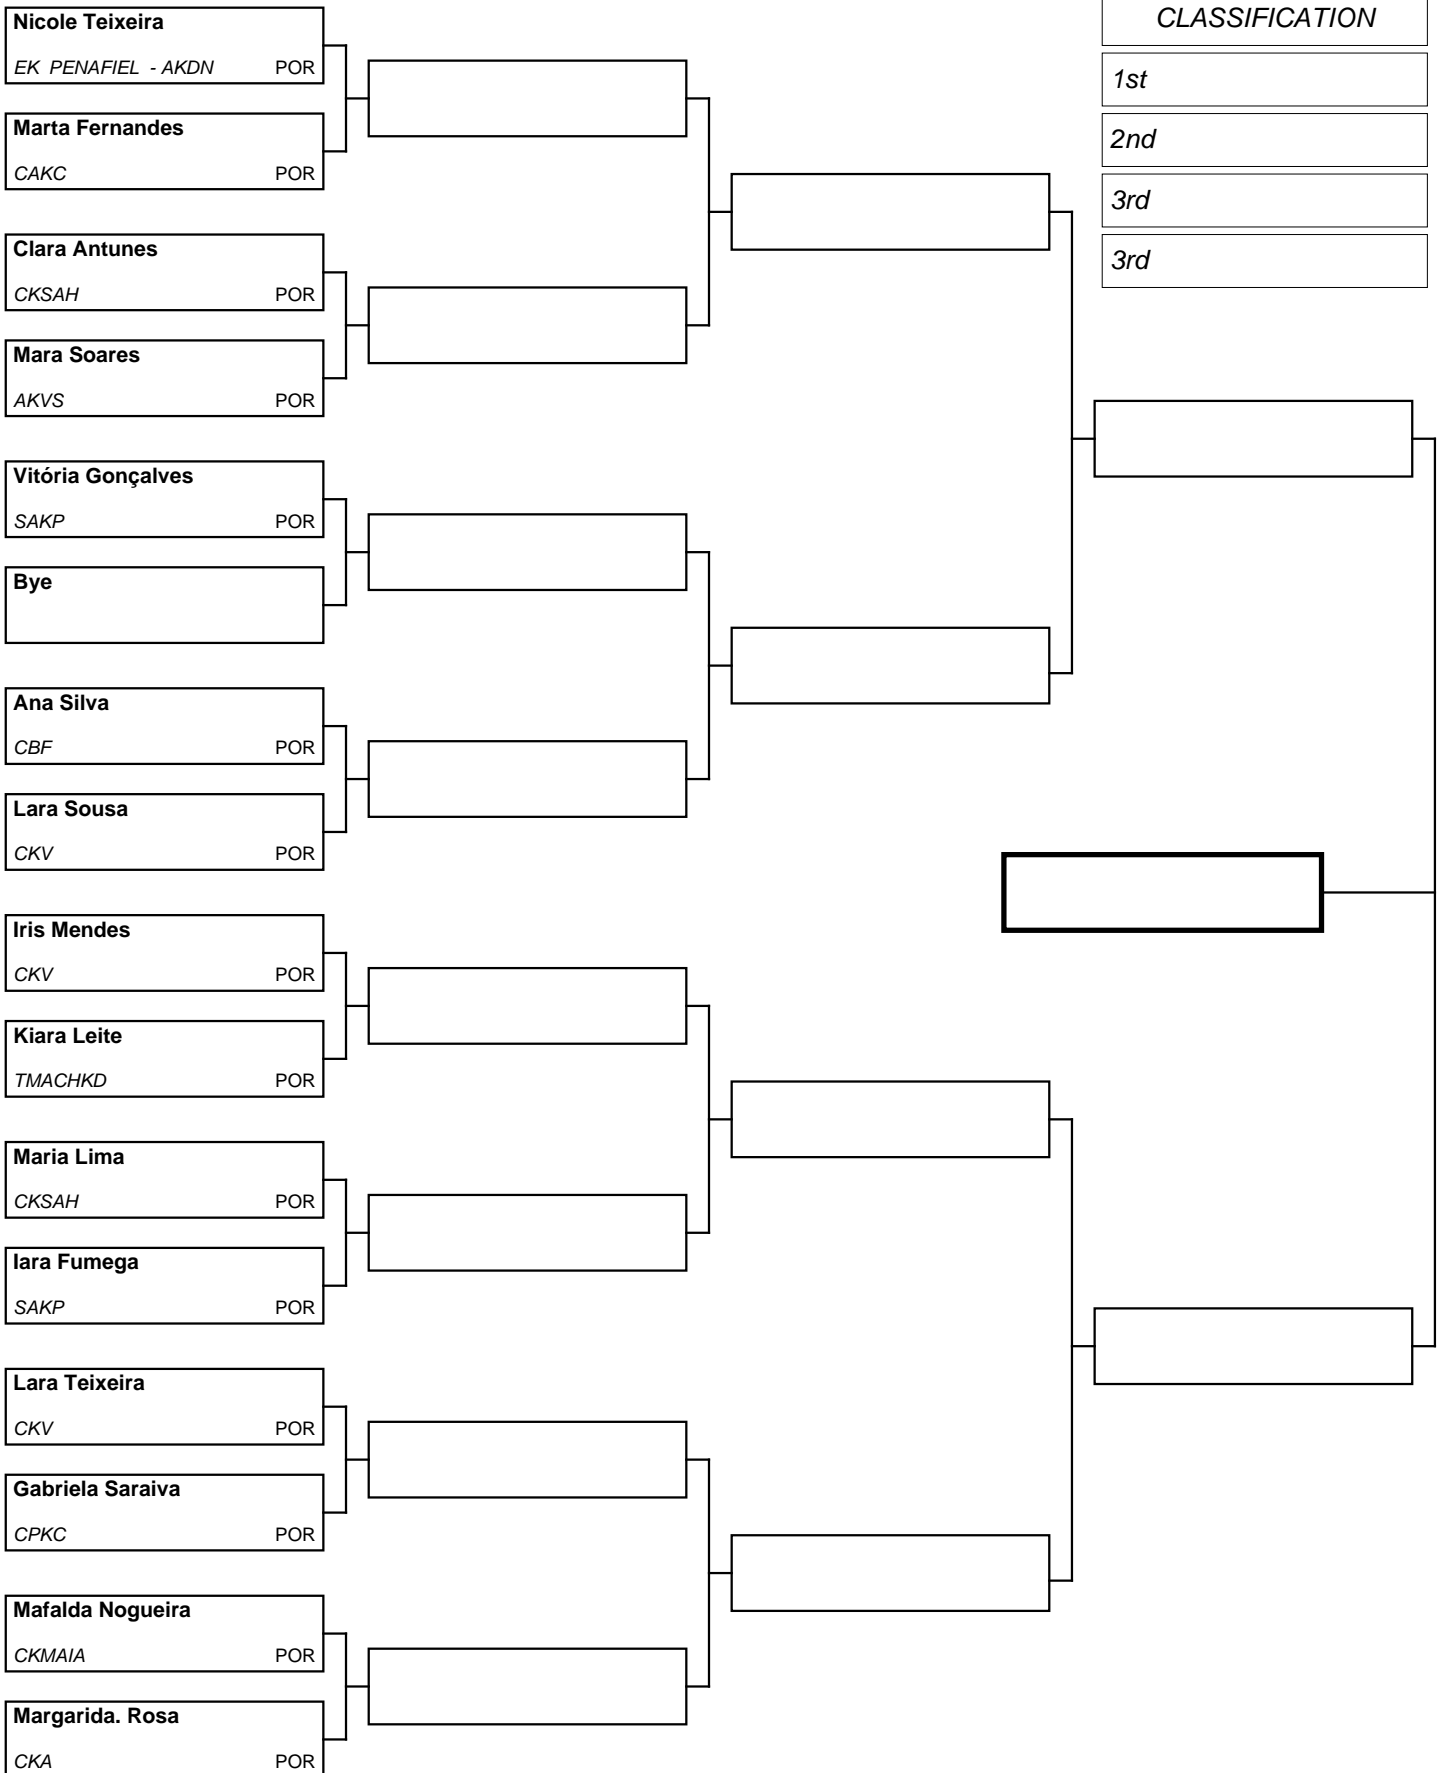 Nicole Teixeira
EK PENAFIEL - AKDN POR
Marta Fernandes
CAKC POR
Clara Antunes
CKSAH POR
Mara Soares
AKVS POR
Vitória Gonçalves
SAKP POR
Bye
Ana Silva
CBF POR
Lara Sousa
CKV POR
Iris Mendes
CKV POR
Kiara Leite
TMACHKD POR
Maria Lima
CKSAH POR
Iara Fumega
SAKP POR
Lara Teixeira
CKV POR
Gabriela Saraiva
CPKC POR
Mafalda Nogueira
CKMAIA POR
Margarida. Rosa
CKA POR
CLASSIFICATION
1st
2nd
3rd
3rd